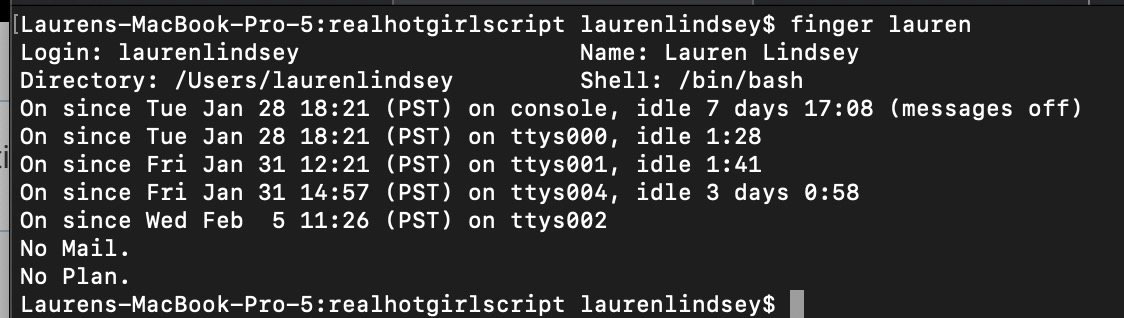 Laurens-MacBook-Pro-5:realhotgirlscript laurenlindsey$ finger lauren
Login: laurenlindsey                    Name: Lauren Lindsey
Directory: /Users/laurenlindsey         Shell: /bin/bash
On since Tue Jan 28 18:21 (PST) on console, idle 7 days 17:08 (messages off)
On since Tue Jan 28 18:21 (PST) on ttys000, idle 1:28
On since Fri Jan 31 12:21 (PST) on ttys001, idle 1:41
On since Fri Jan 31 14:57 (PST) on ttys004, idle 3 days 0:58
On since Wed Feb  5 11:26 (PST) on ttys002
No Mail.
No Plan.
Laurens-MacBook-Pro-5:realhotgirlscript laurenlindsey$